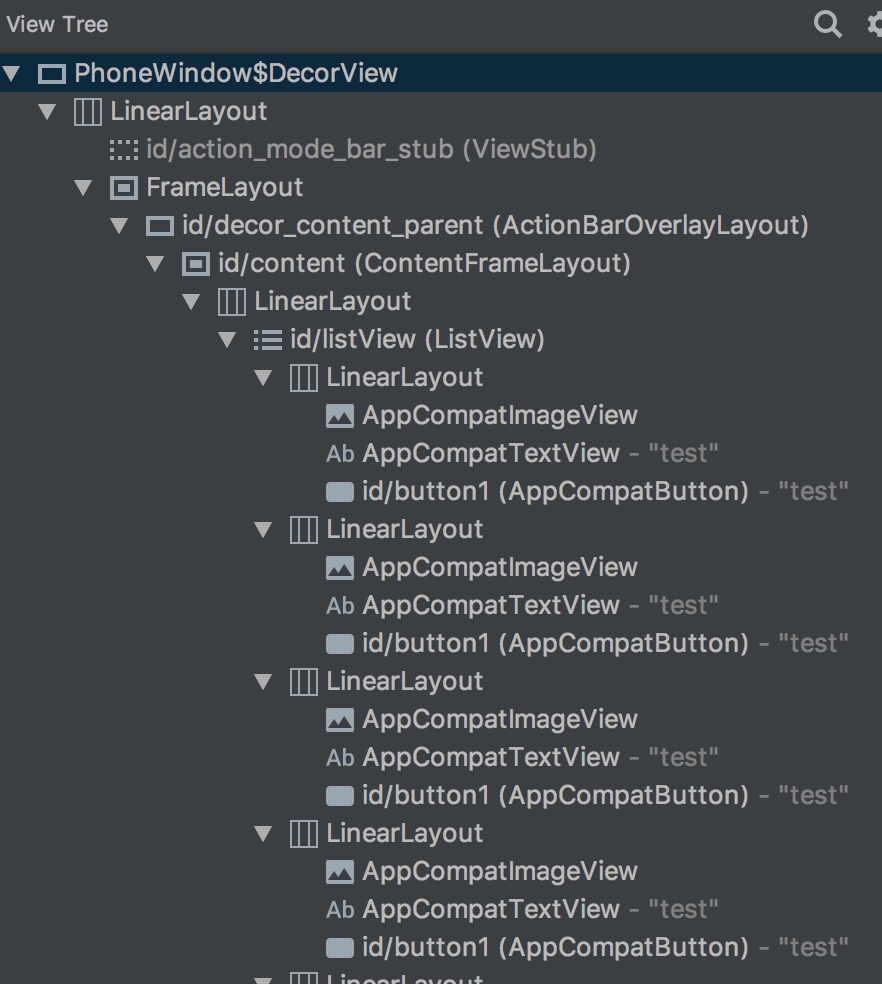 View Tree
PhoneWindow$DecorView
LinearLayout
id/action_mode_bar_stub (ViewStub)
FrameLayout
id/decor_content_parent (ActionBarOverlayLayout)
id/content (ContentFrameLayout)
LinearLayout
id/listView (ListView)
LinearLayout
AppCompatImageView
Ab AppCompatTextView - "test"
id/button1 (AppCompatButton) - "test"
LinearLayout
AppCompatImageView
Ab AppCompatTextView - "test"
id/button1 (AppCompatButton) - "test"
LinearLayout
AppCompatImageView
Ab AppCompatTextView - "test"
id/button1 (AppCompatButton) - "test"
LinearLayout
AppCompatImageView
Ab AppCompatTextView - "test"
id/button1 (AppCompatButton) - "test"
LinearLayout